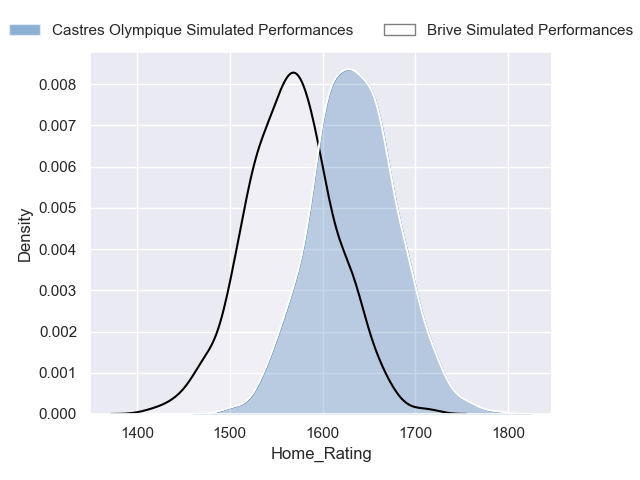 Castres Olympique Simulated Performances
Brive Simulated Performances
0.008
0.007
0.006
0.005
0.004
0.003
0.002
0.001
0.000
Density
1400 1500 1600 1700 1800
Home_Rating